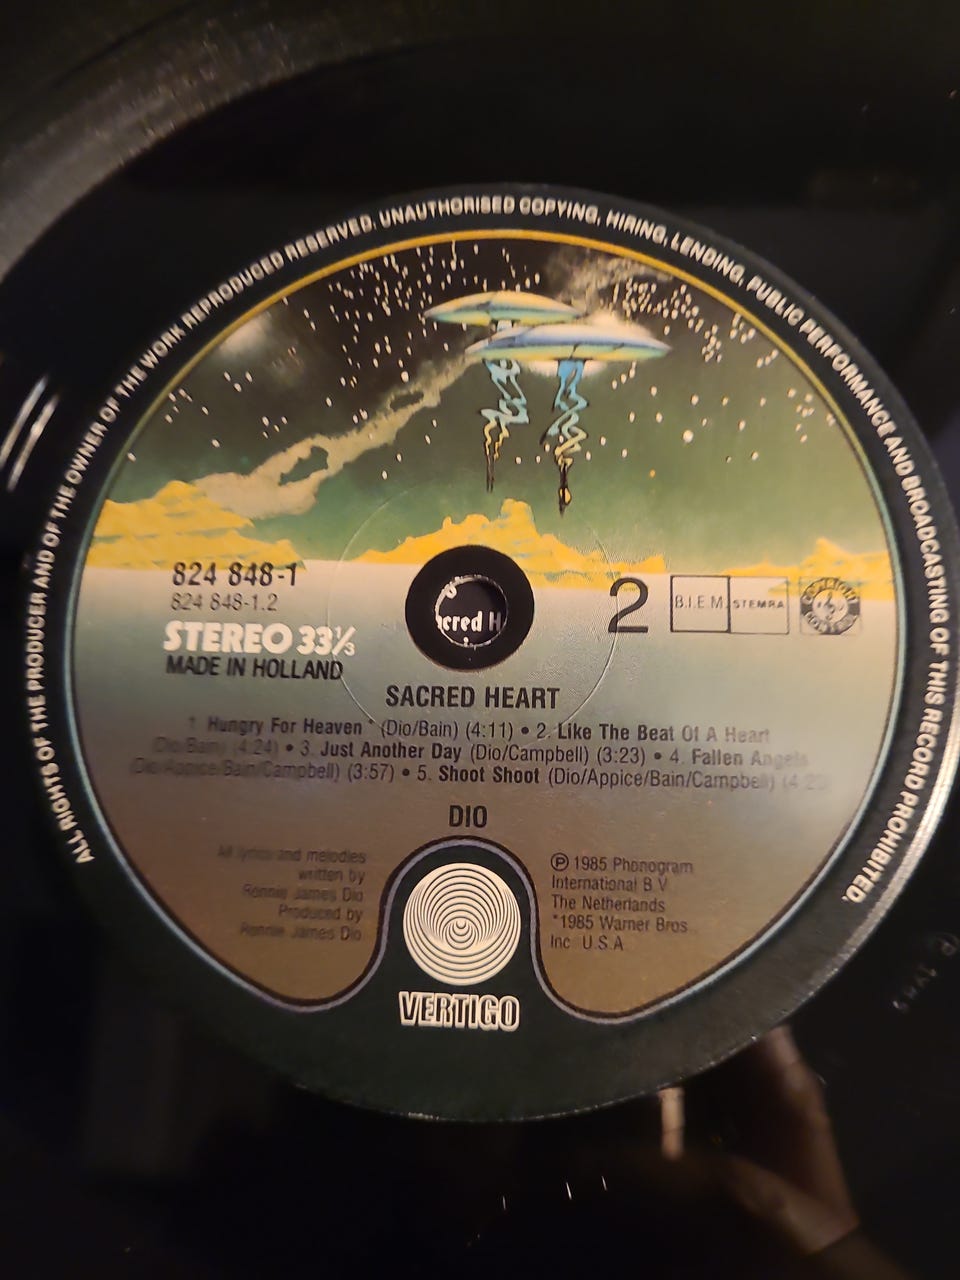 ALL RIGHTS OF THE PRODUCER AND OF THE OWNER OF THE WORK REPRODUCED RESERVED. UNAUTHORISED COPYING, HIRING, LENDING, PUBLIC PERFORMANCE AND BROADCASTING OF THIS RECORD PROHIBITED.
824 848-1
824 848-1.2
STEREO 33⅓
MADE IN HOLLAND
cred H
2
B.I.E.M. STEMRA
COPYRIGHT CONTROL
SACRED HEART
1 Hungry For Heaven * (Dio/Bain) (4:11) • 2. Like The Beat Of A Heart
(Dio/Bain) (4:24) • 3. Just Another Day (Dio/Campbell) (3:23) • 4. Fallen Angels
(Dio/Appice/Bain/Campbell) (3:57) • 5. Shoot Shoot (Dio/Appice/Bain/Campbell)
DIO
All lyrics and melodies
written by
Ronnie James Dio
Produced by
Ronnie James Dio
℗ 1985 Phonogram
International B.V
The Netherlands
*1985 Warner Bros.
Inc U.S.A
VERTIGO